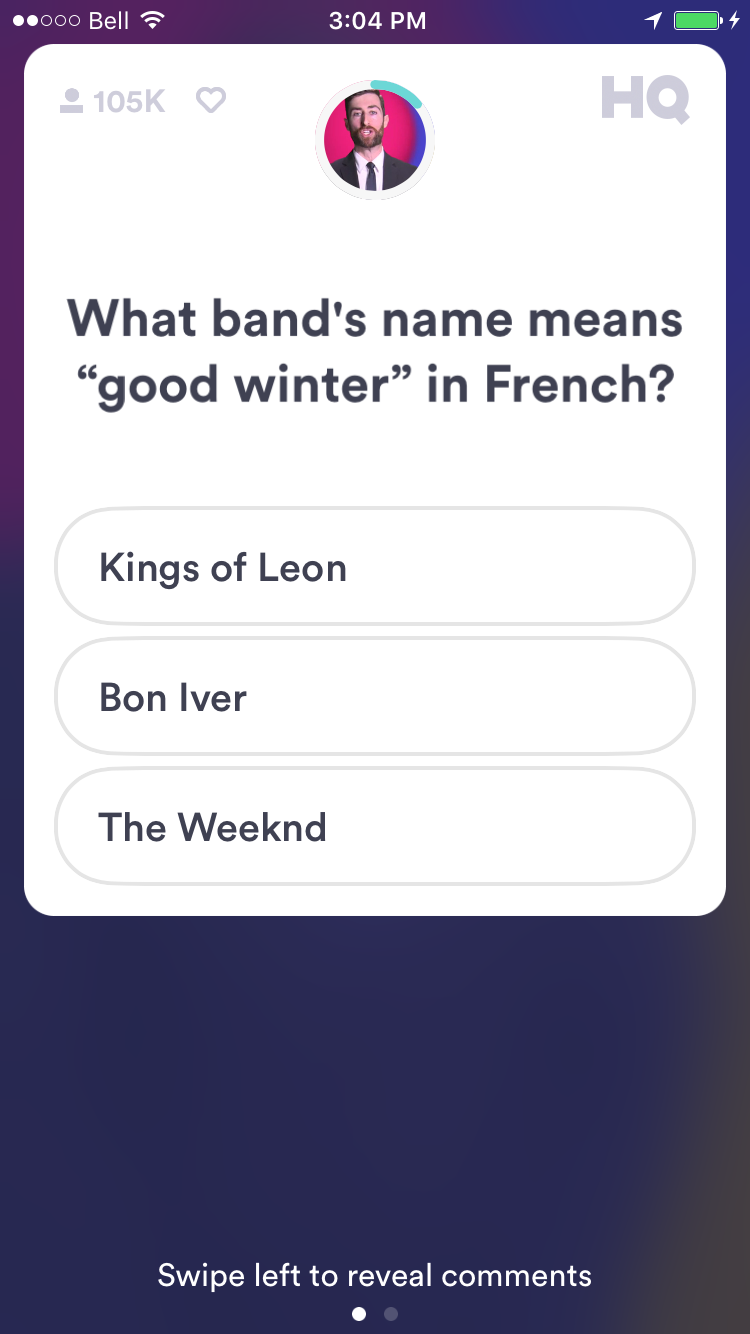 Bell 3:04 PM
105K HQ
What band's name means
“good winter” in French?
Kings of Leon
Bon Iver
The Weeknd
Swipe left to reveal comments